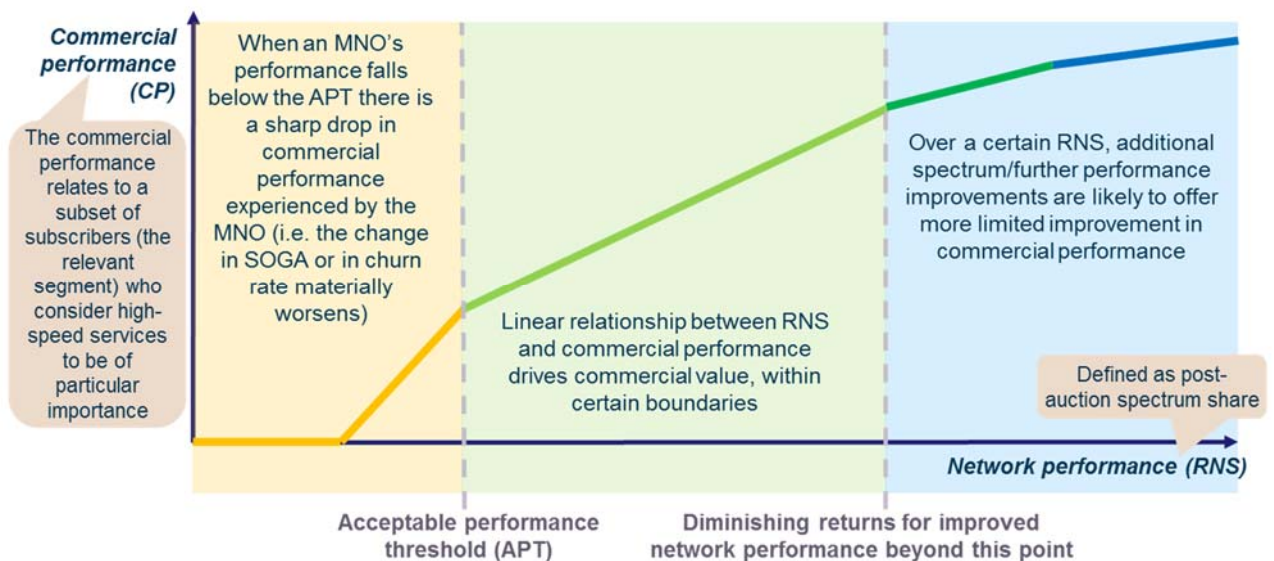 Commercial
performance
(CP)
The commercial
performance
relates to a
subset of
subscribers (the
relevant
segment) who
consider high-
speed services
to be of
particular
importance
When an MNO's
performance falls
below the APT there is
a sharp drop in
commercial
performance
experienced by the
MNO (i.e. the change
in SOGA or in churn
rate materially
worsens)
Linear relationship between RNS
and commercial performance
drives commercial value, within
certain boundaries
Over a certain RNS, additional
spectrum/further performance
improvements are likely to offer
more limited improvement in
commercial performance
Defined as post-
auction spectrum share
Network performance (RNS)
Acceptable performance
threshold (APT)
Diminishing returns for improved
network performance beyond this point